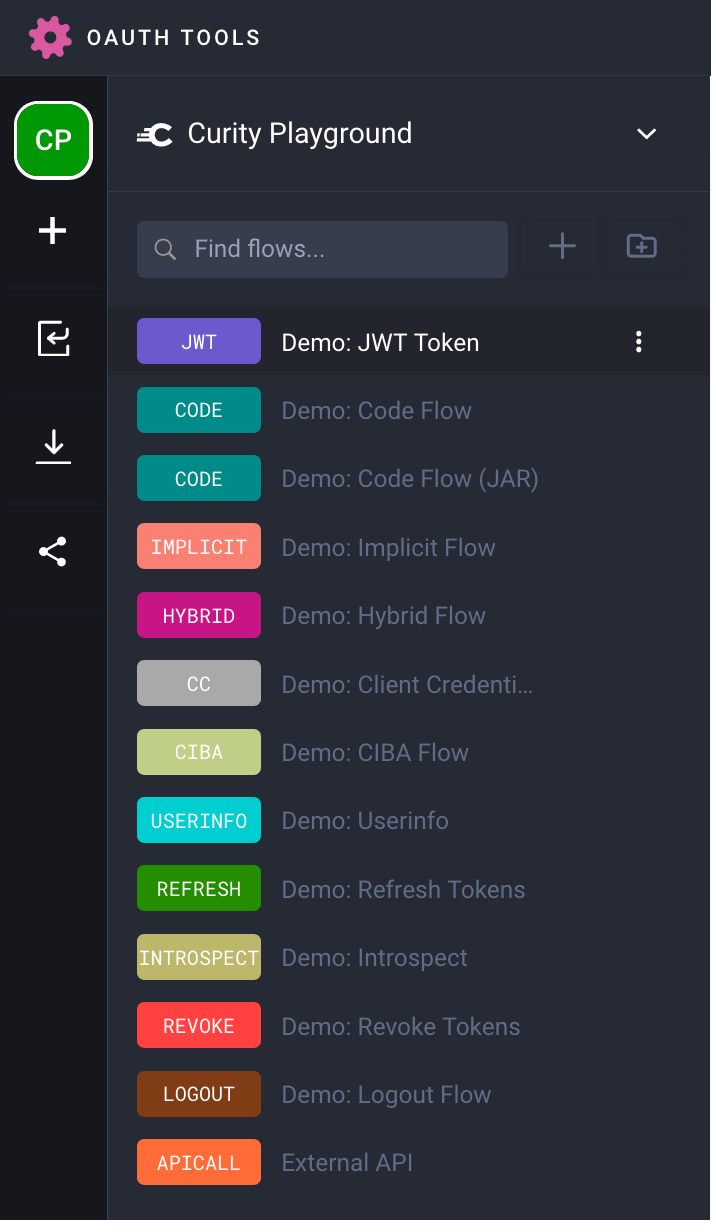 OAUTH TOOLS
CP
Curity Playground
Find flows...
JWT Demo: JWT Token
CODE Demo: Code Flow
CODE Demo: Code Flow (JAR)
IMPLICIT Demo: Implicit Flow
HYBRID Demo: Hybrid Flow
CC Demo: Client Credenti...
CIBA Demo: CIBA Flow
USERINFO Demo: Userinfo
REFRESH Demo: Refresh Tokens
INTROSPECT Demo: Introspect
REVOKE Demo: Revoke Tokens
LOGOUT Demo: Logout Flow
APICALL External API